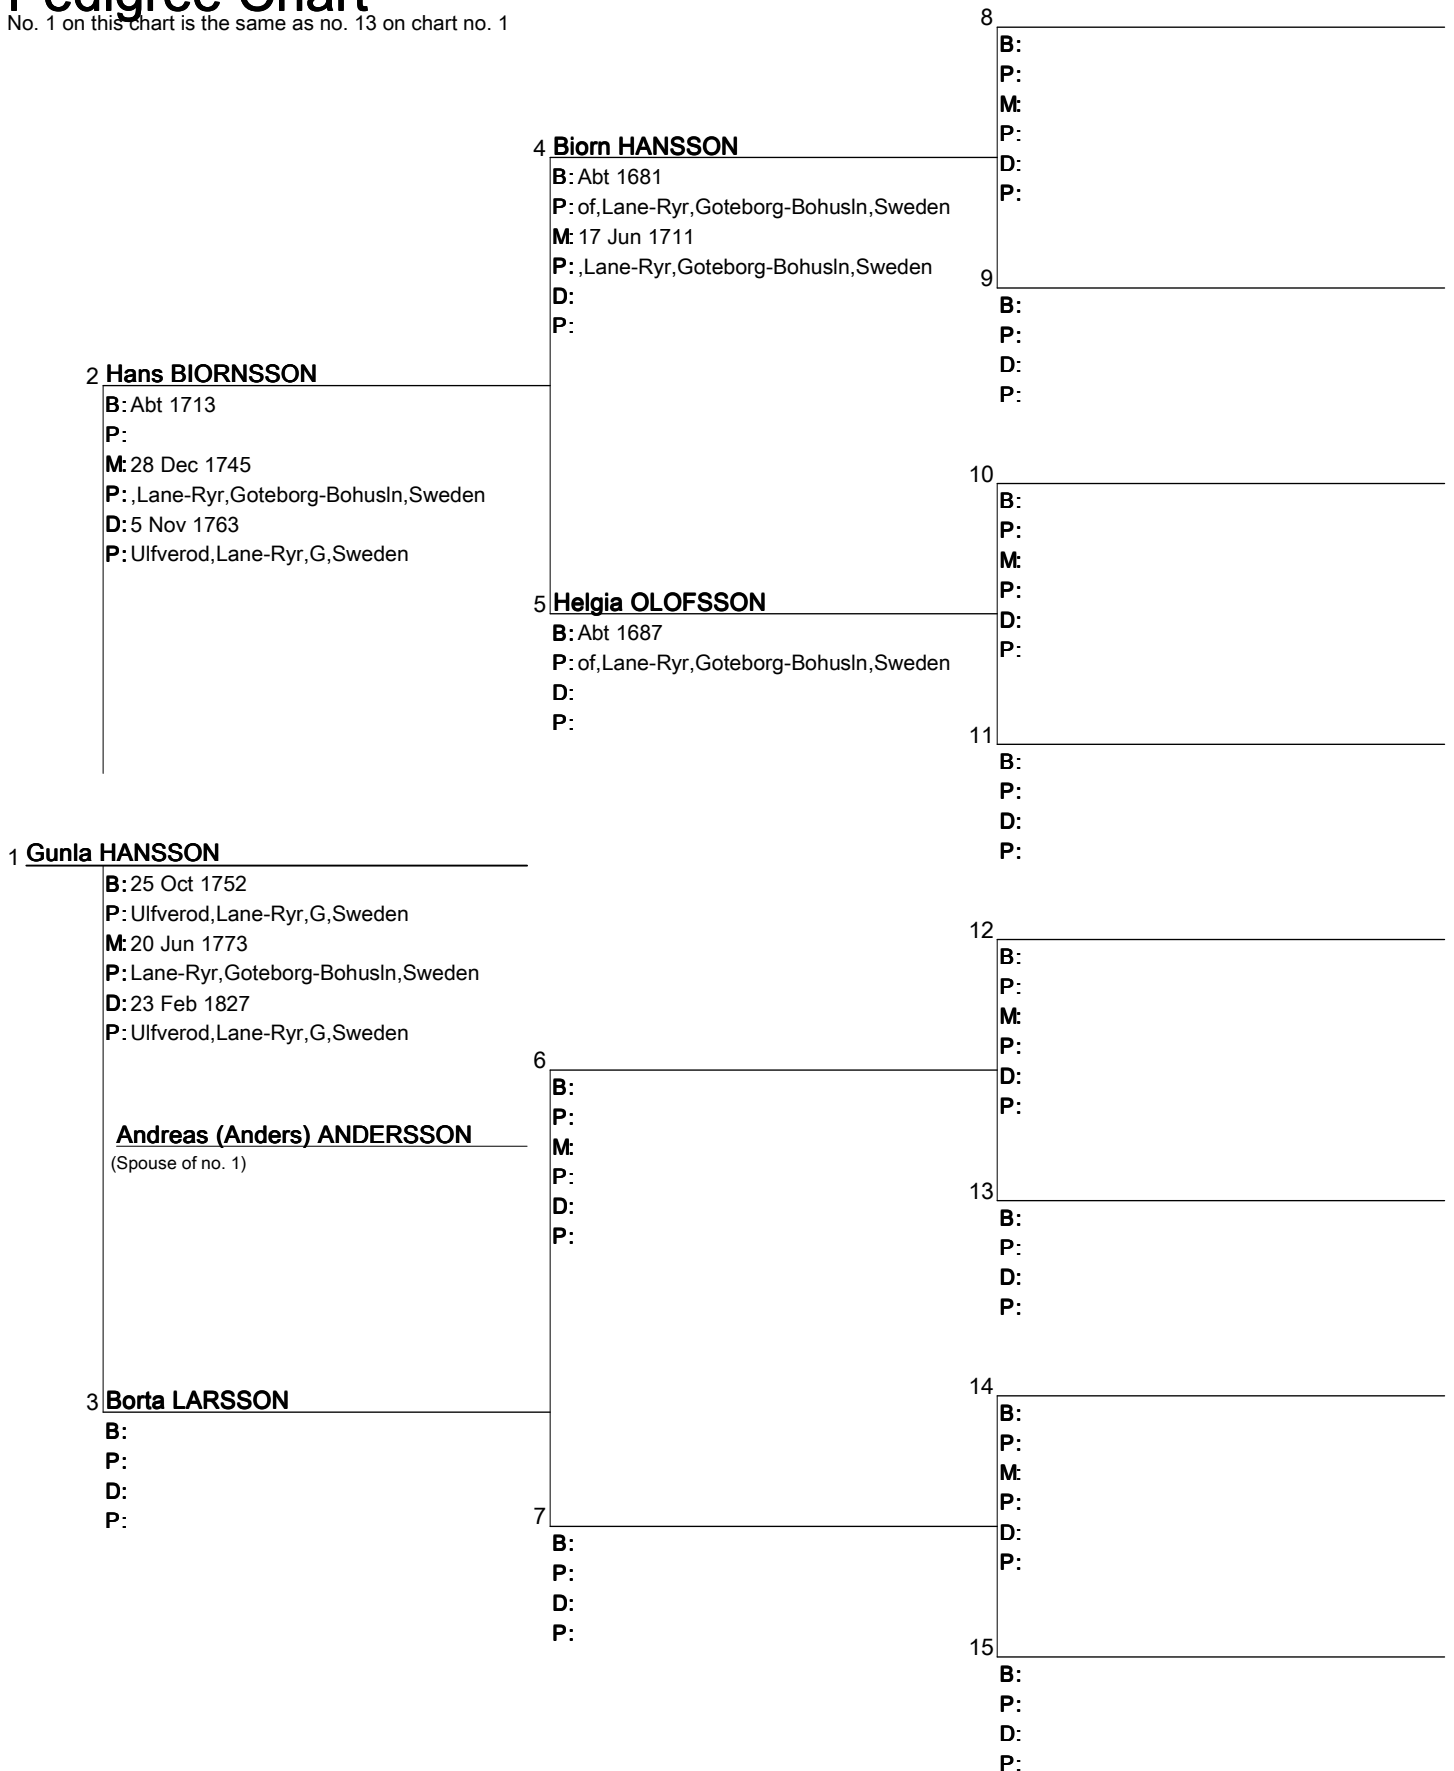 Pedigree Chart
No. 1 on this chart is the same as no. 13 on chart no. 1
8
B:
P:
M:
P:
D:
P:
4 Biorn HANSSON
B: Abt 1681
P: of,Lane-Ryr,Goteborg-Bohusln,Sweden
M: 17 Jun 1711
P: ,Lane-Ryr,Goteborg-Bohusln,Sweden
D:
P:
9
B:
P:
D:
P:
2 Hans BIORNSSON
B: Abt 1713
P:
M: 28 Dec 1745
P: ,Lane-Ryr,Goteborg-Bohusln,Sweden
D: 5 Nov 1763
P: Ulfverod,Lane-Ryr,G,Sweden
10
B:
P:
M:
P:
D:
P:
5 Helgia OLOFSSON
B: Abt 1687
P: of,Lane-Ryr,Goteborg-Bohusln,Sweden
D:
P:
11
B:
P:
D:
P:
1 Gunla HANSSON
B: 25 Oct 1752
P: Ulfverod,Lane-Ryr,G,Sweden
M: 20 Jun 1773
P: Lane-Ryr,Goteborg-Bohusln,Sweden
D: 23 Feb 1827
P: Ulfverod,Lane-Ryr,G,Sweden
Andreas (Anders) ANDERSSON
(Spouse of no. 1)
12
B:
P:
M:
P:
D:
P:
6
B:
P:
M:
P:
D:
P:
13
B:
P:
D:
P:
3 Borta LARSSON
B:
P:
D:
P:
14
B:
P:
M:
P:
D:
P:
7
B:
P:
D:
P:
15
B:
P:
D:
P: